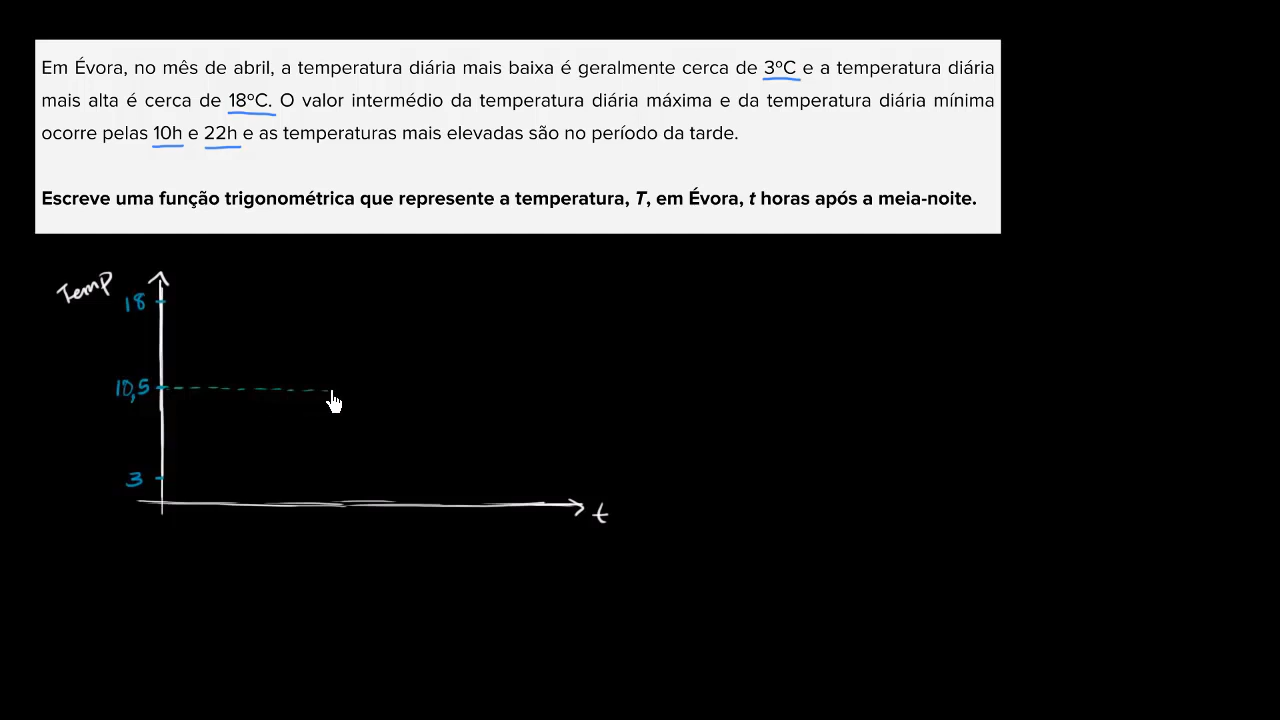 Em Évora, no mês de abril, a temperatura diária mais baixa é geralmente cerca de 3ºC e a temperatura diária
mais alta é cerca de 18ºC. O valor intermédio da temperatura diária máxima e da temperatura diária mínima
ocorre pelas 10h e 22h e as temperaturas mais elevadas são no período da tarde.
Escreve uma função trigonométrica que represente a temperatura, T, em Évora, t horas após a meia-noite.
Temp
18
10,5
3
t